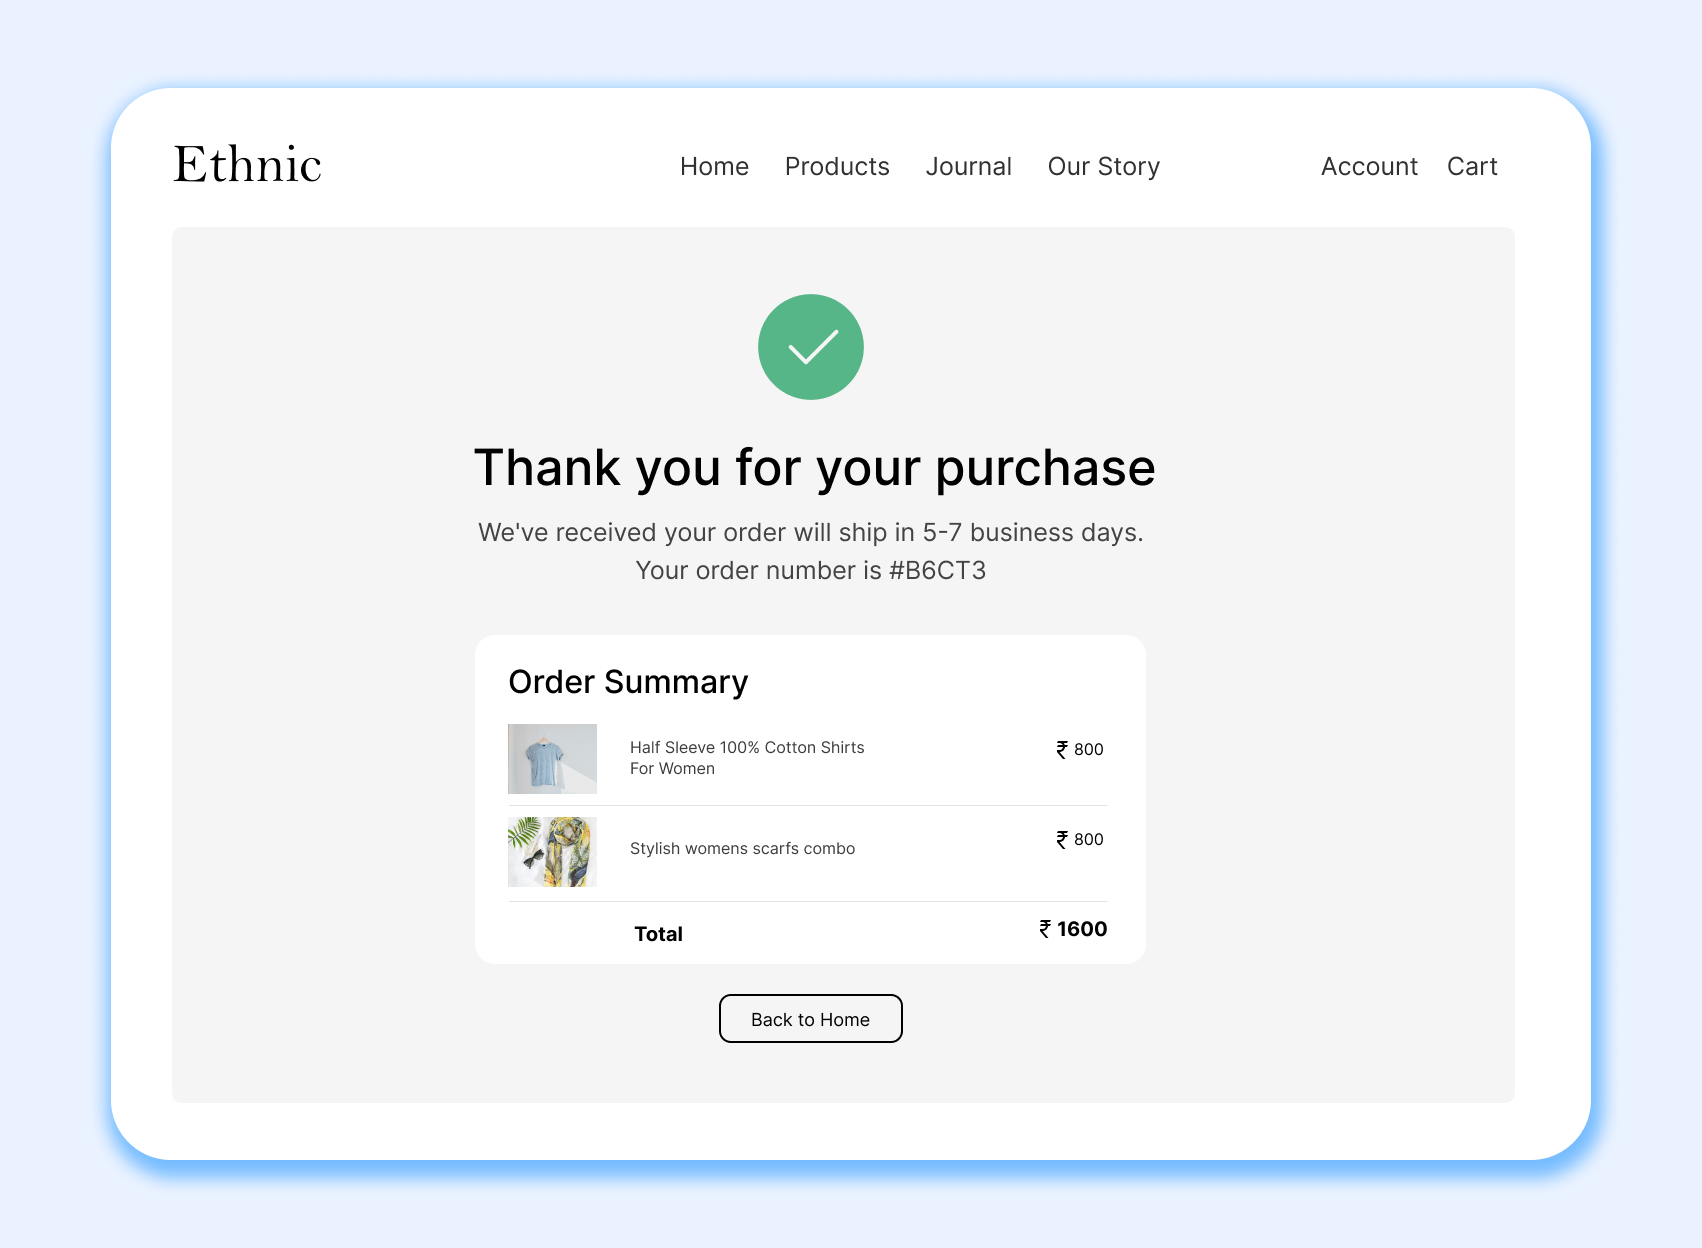 Ethnic
Home Products Journal Our Story Account Cart
Thank you for your purchase
We've received your order will ship in 5-7 business days.
Your order number is #B6CT3
Order Summary
Half Sleeve 100% Cotton Shirts
For Women
₹ 800
Stylish womens scarfs combo
₹ 800
Total
₹ 1600
Back to Home